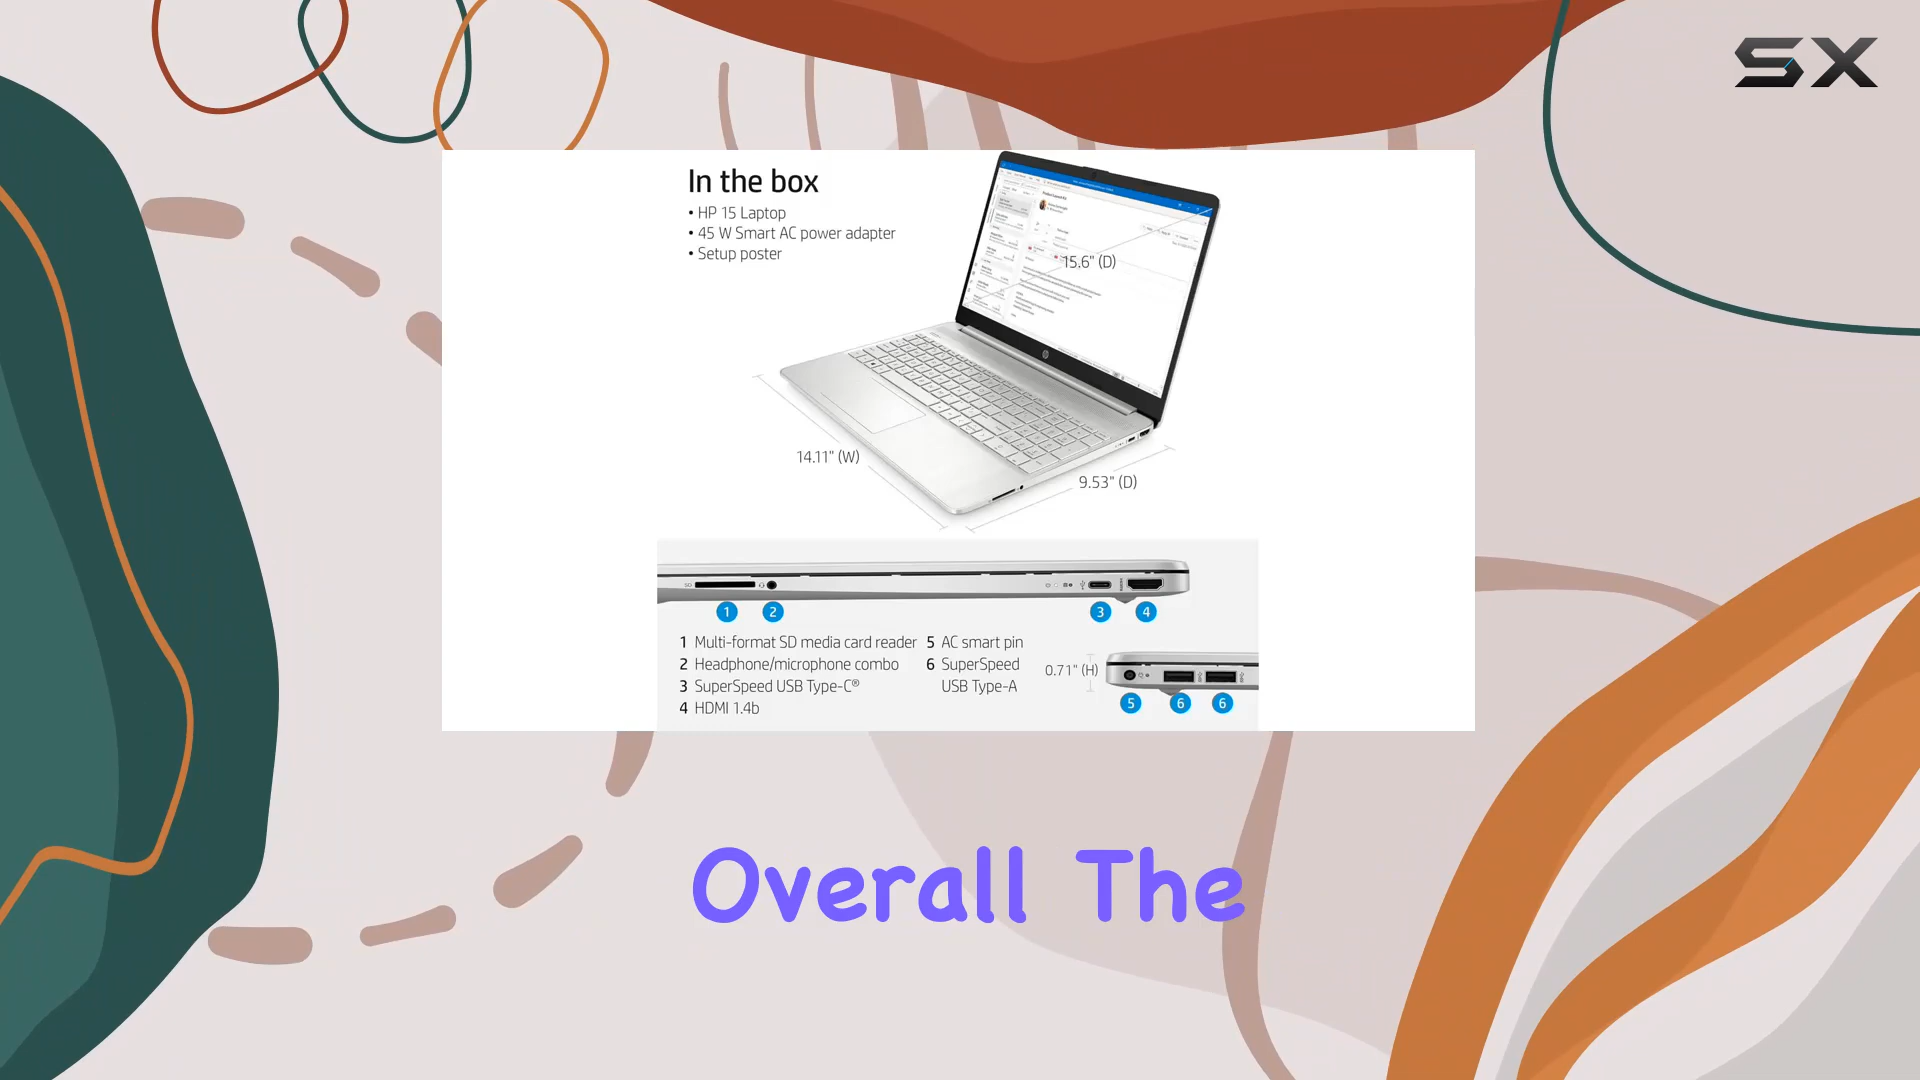 SX
In the box
• HP 15 Laptop
• 45 W Smart AC power adapter
• Setup poster
15.6" (D)
14.11" (W)
9.53" (D)
SD
1 2 3 4
1 Multi-format SD media card reader
2 Headphone/microphone combo
3 SuperSpeed USB Type-C®
4 HDMI 1.4b
5 AC smart pin
6 SuperSpeed
USB Type-A
0.71" (H)
5 6 6
Overall The